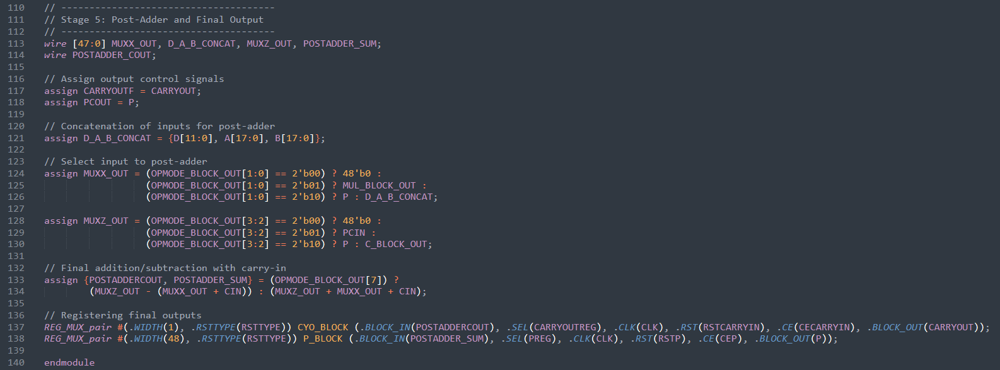 110 // --------------------------------------
111 // Stage 5: Post-Adder and Final Output
112 // --------------------------------------
113 wire [47:0] MUXX_OUT, D_A_B_CONCAT, MUXZ_OUT, POSTADDER_SUM;
114 wire POSTADDER_COUT;
115
116 // Assign output control signals
117 assign CARRYOUTF = CARRYOUT;
118 assign PCOUT = P;
119
120 // Concatenation of inputs for post-adder
121 assign D_A_B_CONCAT = {D[11:0], A[17:0], B[17:0]};
122
123 // Select input to post-adder
124 assign MUXX_OUT = (OPMODE_BLOCK_OUT[1:0] == 2'b00) ? 48'b0 :
125                   (OPMODE_BLOCK_OUT[1:0] == 2'b01) ? MUL_BLOCK_OUT :
126                   (OPMODE_BLOCK_OUT[1:0] == 2'b10) ? P : D_A_B_CONCAT;
127
128 assign MUXZ_OUT = (OPMODE_BLOCK_OUT[3:2] == 2'b00) ? 48'b0 :
129                   (OPMODE_BLOCK_OUT[3:2] == 2'b01) ? PCIN :
130                   (OPMODE_BLOCK_OUT[3:2] == 2'b10) ? P : C_BLOCK_OUT;
131
132 // Final addition/subtraction with carry-in
133 assign {POSTADDERCOUT, POSTADDER_SUM} = (OPMODE_BLOCK_OUT[7]) ?
134         (MUXZ_OUT - (MUXX_OUT + CIN)) : (MUXZ_OUT + MUXX_OUT + CIN);
135
136 // Registering final outputs
137 REG_MUX_pair #(.WIDTH(1), .RSTTYPE(RSTTYPE)) CYO_BLOCK (.BLOCK_IN(POSTADDERCOUT), .SEL(CARRYOUTREG), .CLK(CLK), .RST(RSTCARRYIN), .CE(CECARRYIN), .BLOCK_OUT(CARRYOUT));
138 REG_MUX_pair #(.WIDTH(48), .RSTTYPE(RSTTYPE)) P_BLOCK (.BLOCK_IN(POSTADDER_SUM), .SEL(PREG), .CLK(CLK), .RST(RSTP), .CE(CEP), .BLOCK_OUT(P));
139
140 endmodule